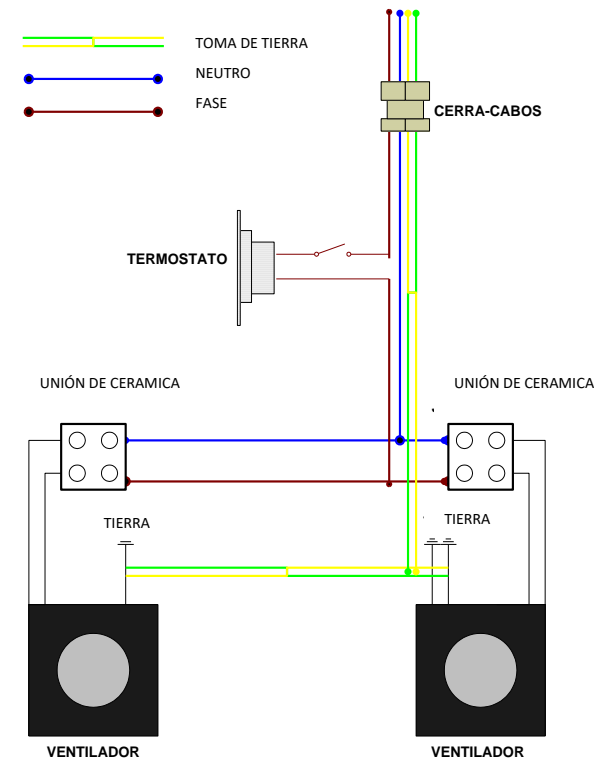 TOMA DE TIERRA
NEUTRO
FASE
CERRA-CABOS
TERMOSTATO
UNIÓN DE CERAMICA
UNIÓN DE CERAMICA
TIERRA
TIERRA
VENTILADOR
VENTILADOR